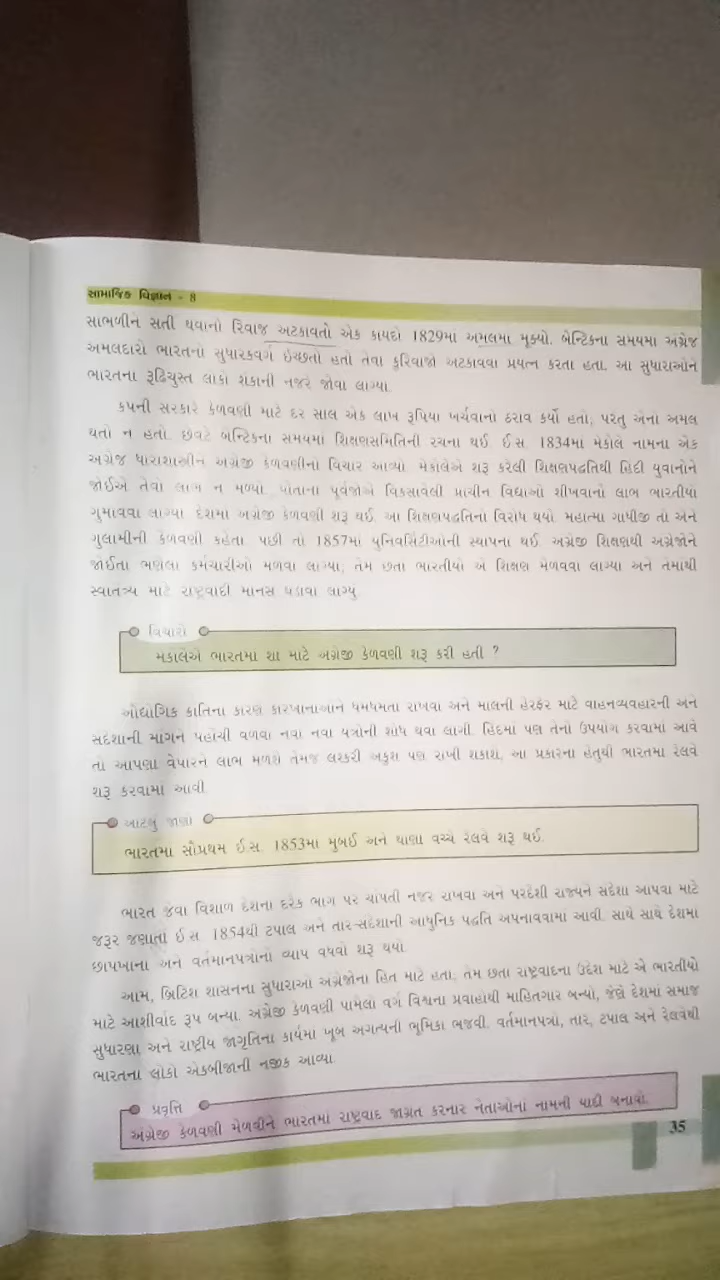 સામાજિક વિજ્ઞાન - 8
સાંભળીને સતી થવાનો રિવાજ અટકાવતો એક કાયદો 1829માં અમલમાં મૂક્યો. બેન્ટિકના સમયમાં અંગ્રેજ
અમલદારો ભારતનો સુધારકવર્ગ ઇચ્છતો હતો તેવા કુરિવાજો અટકાવવા પ્રયત્ન કરતા હતા. આ સુધારાઓને
ભારતના રૂઢિચુસ્ત લોકો શંકાની નજરે જોવા લાગ્યા.
કંપની સરકારે કેળવણી માટે દર સાલ એક લાખ રૂપિયા ખર્ચવાનો ઠરાવ કર્યો હતો, પરંતુ એના અમલ
થતો ન હતો. છેવટે બેન્ટિકના સમયમાં શિક્ષણસમિતિની રચના થઈ. ઈ.સ. 1834માં મેકોલે નામના એક
અંગ્રેજ ધારાશાસ્ત્રીને અંગ્રેજી કેળવણીનો વિચાર આવ્યો. મેકોલેએ શરૂ કરેલી શિક્ષણપદ્ધતિથી હિંદી યુવાનોને
જોઈએ તેવો લાભ ન મળ્યો. પોતાના પૂર્વજોએ વિકસાવેલી પ્રાચીન વિદ્યાઓ શીખવાનો લાભ ભારતીયો
ગુમાવવા લાગ્યા. દેશમાં અંગ્રેજી કેળવણી શરૂ થઈ. આ શિક્ષણપદ્ધતિનો વિરોધ થયો. મહાત્મા ગાંધીજી તો એને
ગુલામીની કેળવણી કહેતા. પછી તો 1857માં યુનિવર્સિટીઓની સ્થાપના થઈ. અંગ્રેજી શિક્ષણથી અંગ્રેજોને
જોઈતા ભણેલા કર્મચારીઓ મળવા લાગ્યા, તેમ છતાં ભારતીયો એ શિક્ષણ મેળવવા લાગ્યા અને તેમાંથી
સ્વાતંત્ર્ય માટે રાષ્ટ્રવાદી માનસ ઘડાવા લાગ્યું.
વિચારો
મેકોલેએ ભારતમાં શા માટે અંગ્રેજી કેળવણી શરૂ કરી હતી ?
ઔદ્યોગિક ક્રાંતિના કારણે કારખાનાઓને ધમધમતા રાખવા અને માલની હેરફેર માટે વાહનવ્યવહારની અને
સંદેશાની માંગને પહોંચી વળવા નવા નવા યંત્રોની શોધ થવા લાગી. હિંદમાં પણ તેનો ઉપયોગ કરવામાં આવે
તો આપણા વેપારને લાભ મળશે તેમજ લશ્કરી અંકુશ પણ રાખી શકાશે, આ પ્રકારના હેતુથી ભારતમાં રેલવે
શરૂ કરવામાં આવી.
આટલું જાણો
ભારતમાં સૌપ્રથમ ઈ.સ. 1853માં મુંબઈ અને થાણા વચ્ચે રેલવે શરૂ થઈ.
ભારત જેવા વિશાળ દેશના દરેક ભાગ પર ચાંપતી નજર રાખવા અને પરદેશી રાજ્યને સંદેશા આપવા માટે
જરૂર જણાતાં ઈ.સ. 1854થી ટપાલ અને તાર-સંદેશાની આધુનિક પદ્ધતિ અપનાવવામાં આવી. સાથે સાથે દેશમાં
છાપખાના અને વર્તમાનપત્રોનો વ્યાપ વધવો શરૂ થયો.
આમ, બ્રિટિશ શાસનના સુધારાઓ અંગ્રેજોના હિત માટે હતા, તેમ છતાં રાષ્ટ્રવાદના ઉદેશ માટે એ ભારતીયો
માટે આશીર્વાદ રૂપ બન્યા. અંગ્રેજી કેળવણી પામેલો વર્ગ વિશ્વના પ્રવાહોથી માહિતગાર બન્યો, જેણે દેશમાં સમાજ
સુધારણા અને રાષ્ટ્રીય જાગૃતિના કાર્યમાં ખૂબ અગત્યની ભૂમિકા ભજવી. વર્તમાનપત્રો, તાર, ટપાલ અને રેલવેથી
ભારતના લોકો એકબીજાની નજીક આવ્યા.
પ્રવૃત્તિ
અંગ્રેજી કેળવણી મેળવીને ભારતમાં રાષ્ટ્રવાદ જાગ્રત કરનાર નેતાઓનાં નામની યાદી બનાવો.
35